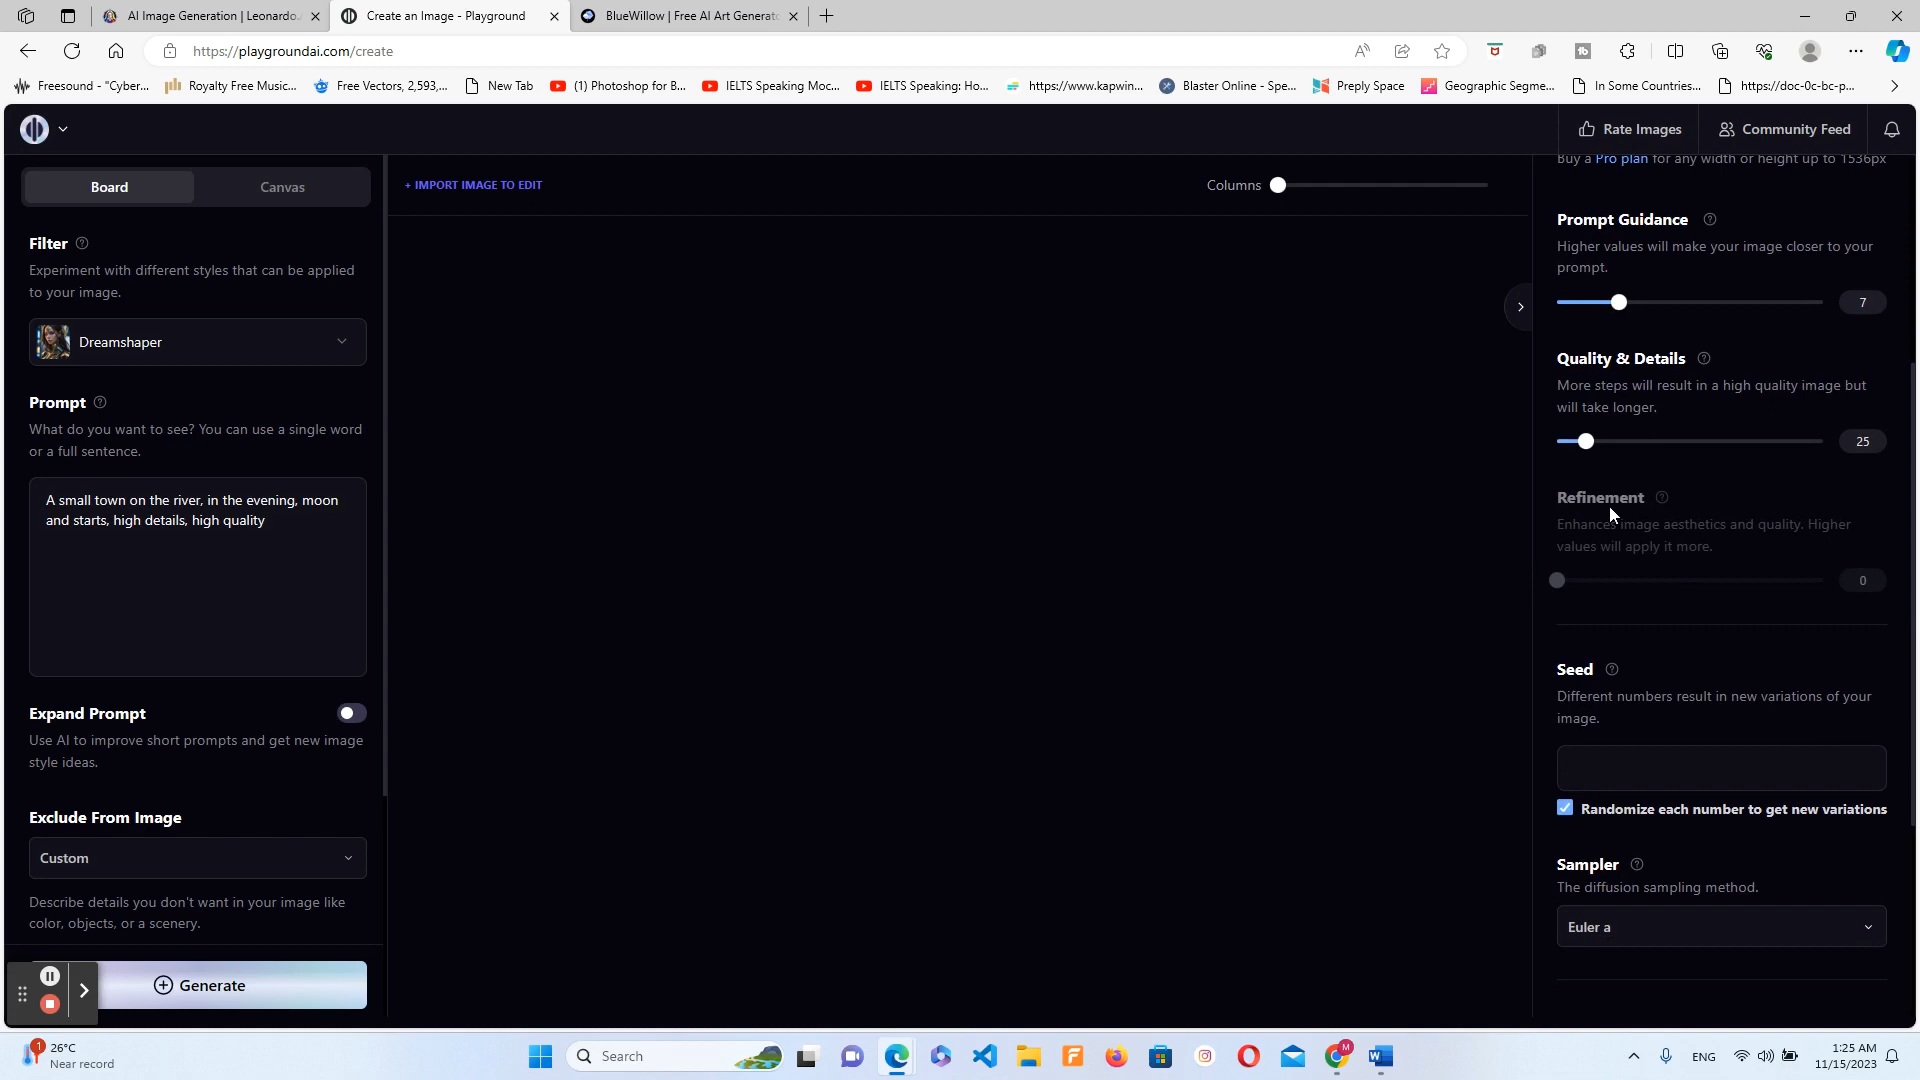 AI Image Generation | Leonardo.
Create an Image - Playground
BlueWillow | Free AI Art Generato
https://playgroundai.com/create
Freesound - "Cyber...
Royalty Free Music...
Free Vectors, 2,593,...
New Tab
(1) Photoshop for B...
IELTS Speaking Moc...
IELTS Speaking: Ho...
https://www.kapwin...
Blaster Online - Spe...
Preply Space
Geographic Segme...
In Some Countries...
https://doc-0c-bc-p...
Rate Images
Community Feed
Board
Canvas
+ IMPORT IMAGE TO EDIT
Columns
Filter
Experiment with different styles that can be applied
to your image.
Dreamshaper
Prompt
What do you want to see? You can use a single word
or a full sentence.
A small town on the river, in the evening, moon
and starts, high details, high quality
Expand Prompt
Use AI to improve short prompts and get new image
style ideas.
Exclude From Image
Custom
Describe details you don't want in your image like
color, objects, or a scenery.
Generate
Buy a Pro plan for any width or height up to 1536px
Prompt Guidance
Higher values will make your image closer to your
prompt.
7
Quality & Details
More steps will result in a high quality image but
will take longer.
25
Refinement
Enhances image aesthetics and quality. Higher
values will apply it more.
0
Seed
Different numbers result in new variations of your
image.
Randomize each number to get new variations
Sampler
The diffusion sampling method.
Euler a
1
26°C
Near record
Search
M
ENG
1:25 AM
11/15/2023